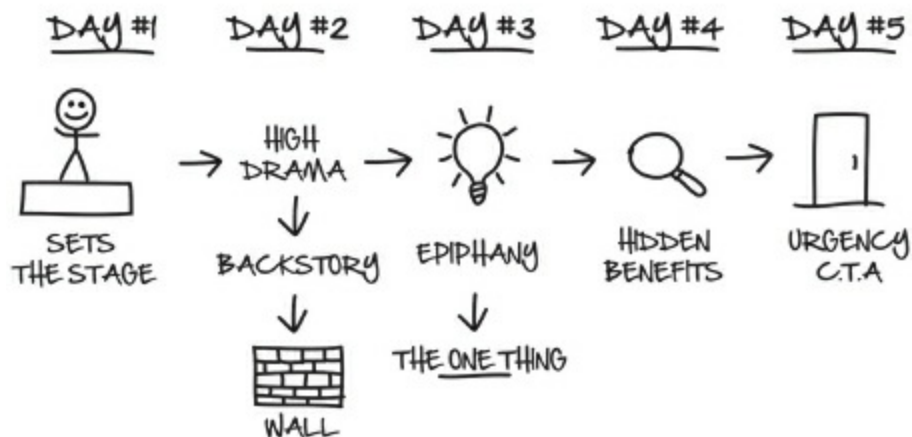 DAY #1
DAY #2
DAY #3
DAY #4
DAY #5
SETS
THE STAGE
HIGH
DRAMA
BACKSTORY
WALL
EPIPHANY
THE ONE THING
HIDDEN
BENEFITS
URGENCY
C.T.A